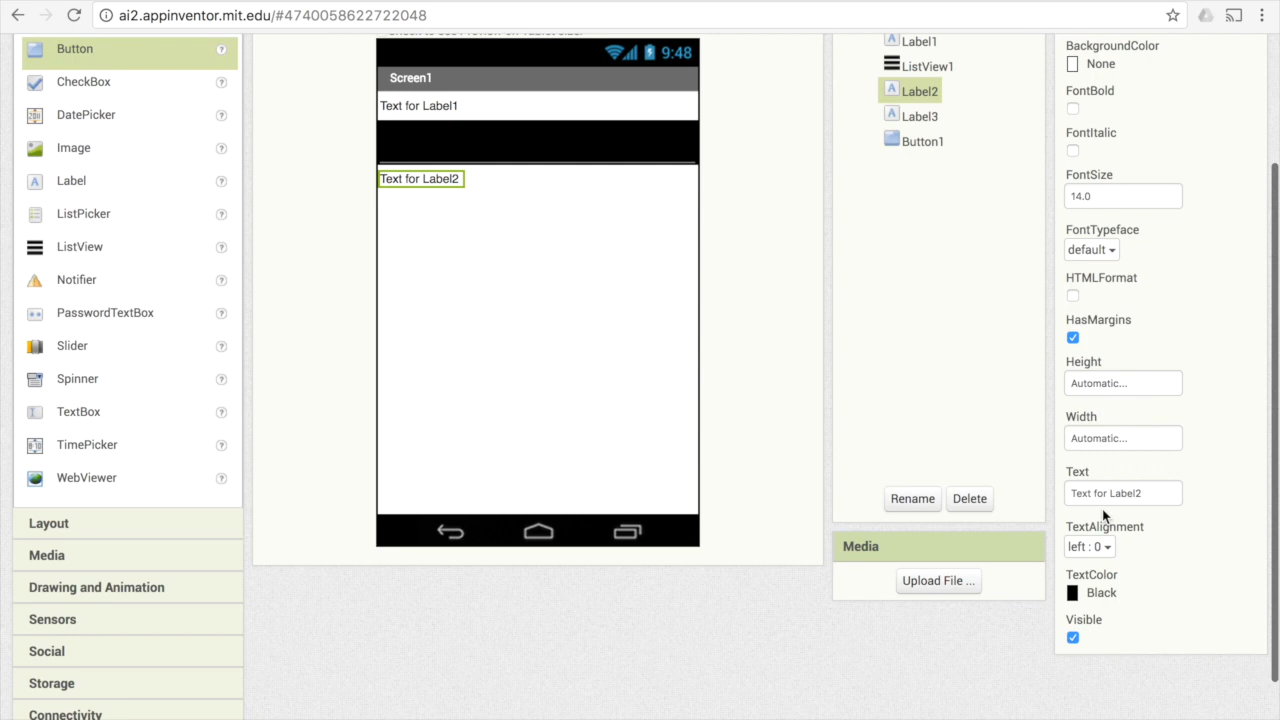 ai2.appinventor.mit.edu/#4740058622722048
Button
?
CheckBox
?
DatePicker
?
Image
?
Label
?
ListPicker
?
ListView
?
Notifier
?
PasswordTextBox
?
Slider
?
Spinner
?
TextBox
?
TimePicker
?
WebViewer
?
Layout
Media
Drawing and Animation
Sensors
Social
Storage
Connectivity
9:48
Screen1
Text for Label1
Text for Label2
Label1
ListView1
Label2
Label3
Button1
Rename
Delete
Media
Upload File ...
BackgroundColor
None
FontBold
FontItalic
FontSize
14.0
FontTypeface
default
HTMLFormat
HasMargins
Height
Automatic...
Width
Automatic...
Text
Text for Label2
TextAlignment
left : 0
TextColor
Black
Visible